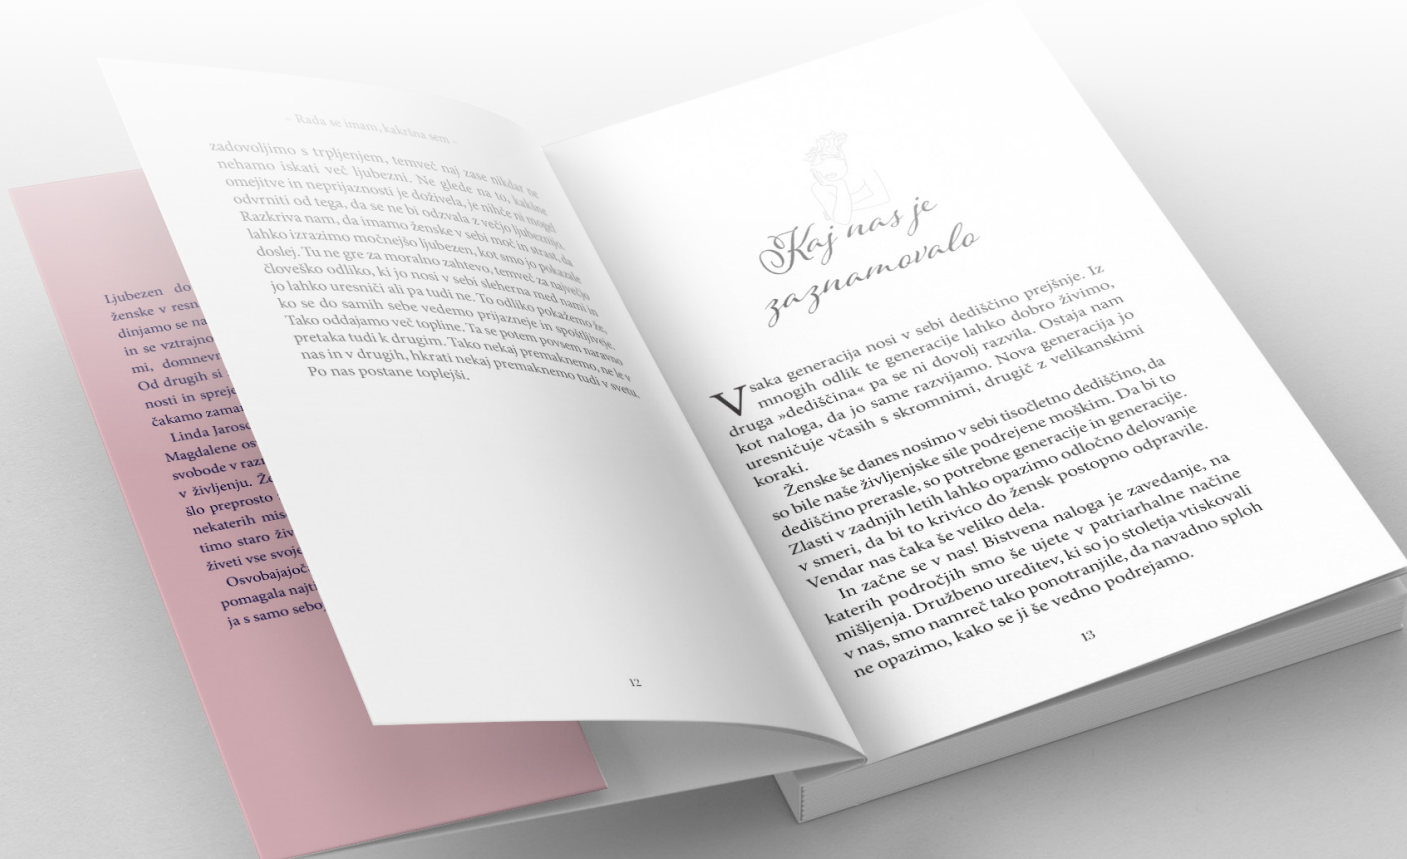 Ljubezen do
ženske v resn
dinjamo se na
in se vztrajno
mi, domnevn
Od drugih si
nosti in spreje
čakamo zaman
Linda Jarosc
Magdalene os
svobode v razn
v življenju. Že
šlo preprosto
nekaterih mis
timo staro živ
živeti vse svoje
Osvobajajoč
pomagala najti
ja s samo seboj
- Rada se imam, kakršna sem -
zadovoljimo s trpljenjem, temveč naj zase nikdar ne
nehamo iskati več ljubezni. Ne glede na to, kakšne
omejitve in neprijaznosti je doživela, je nihče ni mogel
odvrniti od tega, da se ne bi odzvala z večjo ljubeznijo.
Razkriva nam, da imamo ženske v sebi moč in strast, da
lahko izrazimo močnejšo ljubezen, kot smo jo pokazale
doslej. Tu ne gre za moralno zahtevo, temveč za največjo
človeško odliko, ki jo nosi v sebi sleherna med nami in
jo lahko uresniči ali pa tudi ne. To odliko pokažemo že,
ko se do samih sebe vedemo prijazneje in spoštljiveje.
Tako oddajamo več topline. Ta se potem povsem naravno
pretaka tudi k drugim. Tako nekaj premaknemo, ne le v
nas in v drugih, hkrati nekaj premaknemo tudi v svetu.
Po nas postane toplejši.
12
Kaj nas je
zaznamovalo
Vsaka generacija nosi v sebi dediščino prejšnje. Iz
mnogih odlik te generacije lahko dobro živimo,
druga »dediščina« pa se ni dovolj razvila. Ostaja nam
kot naloga, da jo same razvijamo. Nova generacija jo
uresničuje včasih s skromnimi, drugič z velikanskimi
koraki.
Ženske še danes nosimo v sebi tisočletno dediščino, da
so bile naše življenjske sile podrejene moškim. Da bi to
dediščino prerasle, so potrebne generacije in generacije.
Zlasti v zadnjih letih lahko opazimo odločno delovanje
v smeri, da bi to krivico do žensk postopno odpravile.
Vendar nas čaka še veliko dela.
In začne se v nas! Bistvena naloga je zavedanje, na
katerih področjih smo še ujete v patriarhalne načine
mišljenja. Družbeno ureditev, ki so jo stoletja vtiskovali
v nas, smo namreč tako ponotranjile, da navadno sploh
ne opazimo, kako se ji še vedno podrejamo.
13